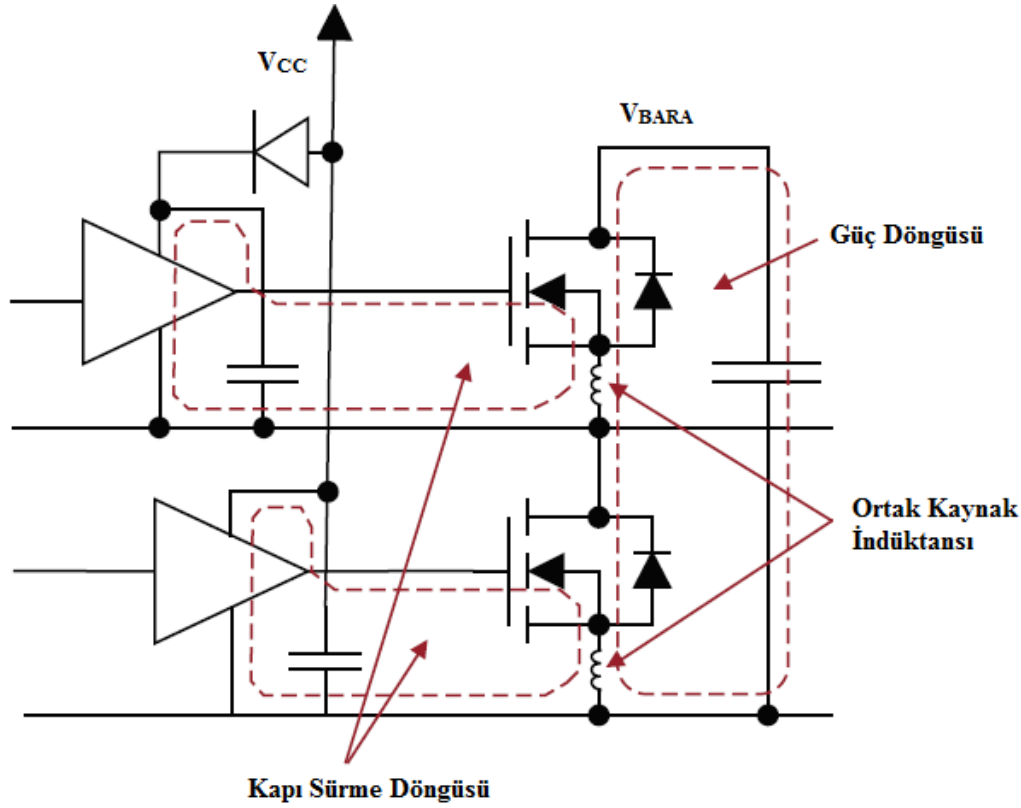 VCC
VBARA
Güç Döngüsü
Ortak Kaynak
İndüktansı
Kapı Sürme Döngüsü